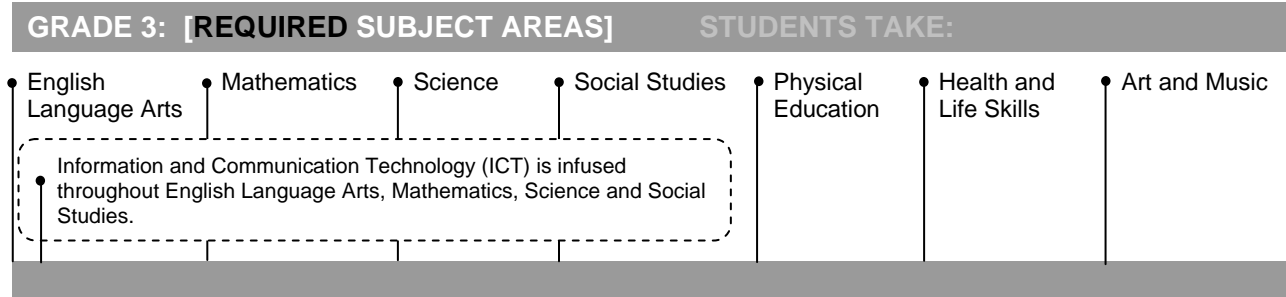 GRADE 3: [REQUIRED SUBJECT AREAS] STUDENTS TAKE:
English
Language Arts
Mathematics
Science
Social Studies
Physical
Education
Health and
Life Skills
Art and Music
Information and Communication Technology (ICT) is infused
throughout English Language Arts, Mathematics, Science and Social
Studies.